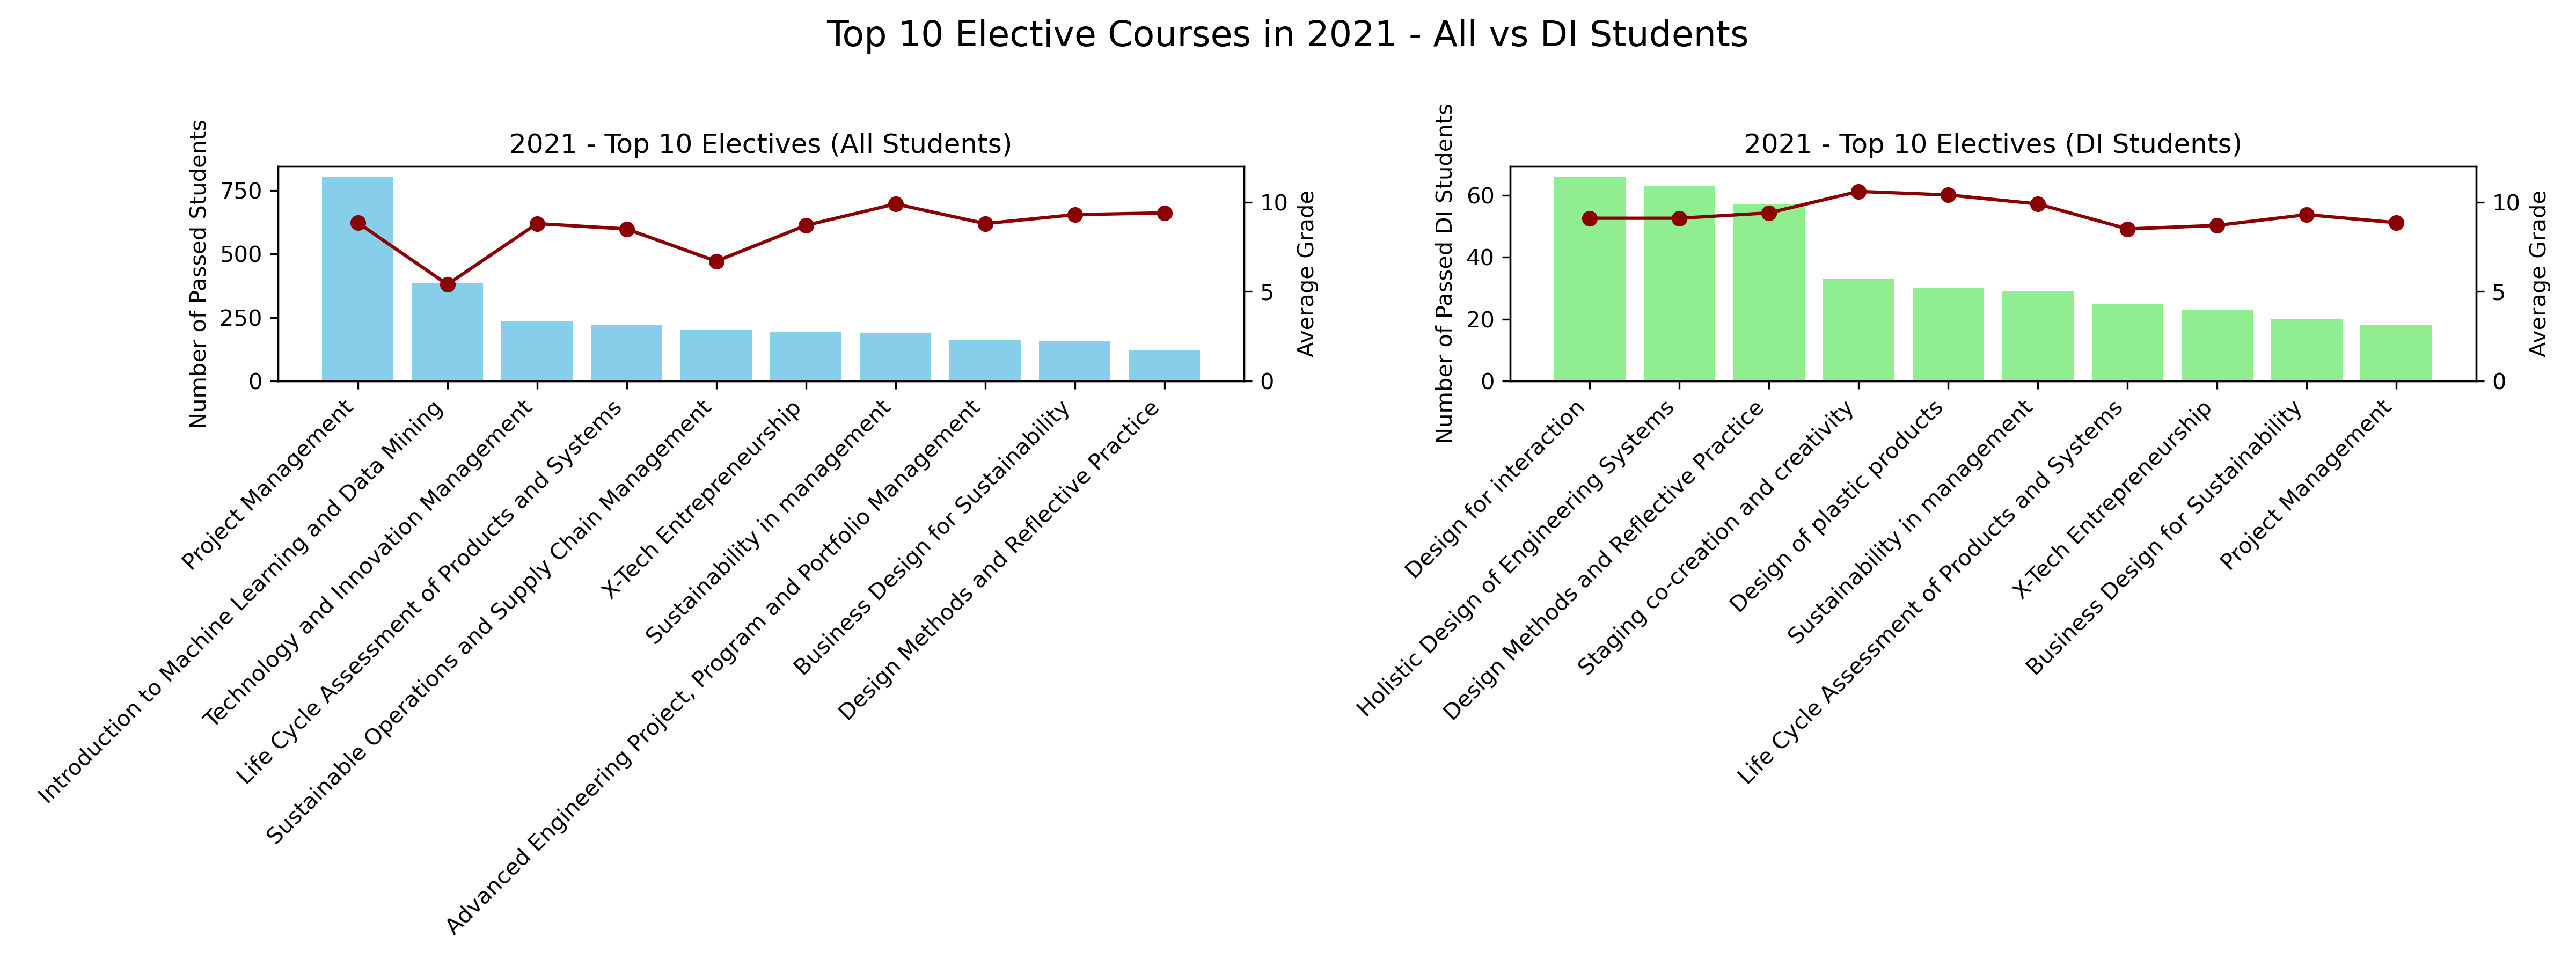 Top 10 Elective Courses in 2021 - All vs DI Students
2021 - Top 10 Electives (All Students)
Number of Passed Students
750
500
250
0
10
5
0
Average Grade
Project Management
Introduction to Machine Learning and Data Mining
Technology and Innovation Management
Life Cycle Assessment of Products and Systems
Sustainable Operations and Supply Chain Management
X-Tech Entrepreneurship
Sustainability in management
Advanced Engineering Project, Program and Portfolio Management
Business Design for Sustainability
Design Methods and Reflective Practice
2021 - Top 10 Electives (DI Students)
Number of Passed DI Students
60
40
20
0
10
5
0
Average Grade
Design for interaction
Holistic Design of Engineering Systems
Design Methods and Reflective Practice
Staging co-creation and creativity
Design of plastic products
Sustainability in management
Life Cycle Assessment of Products and Systems
X-Tech Entrepreneurship
Business Design for Sustainability
Project Management